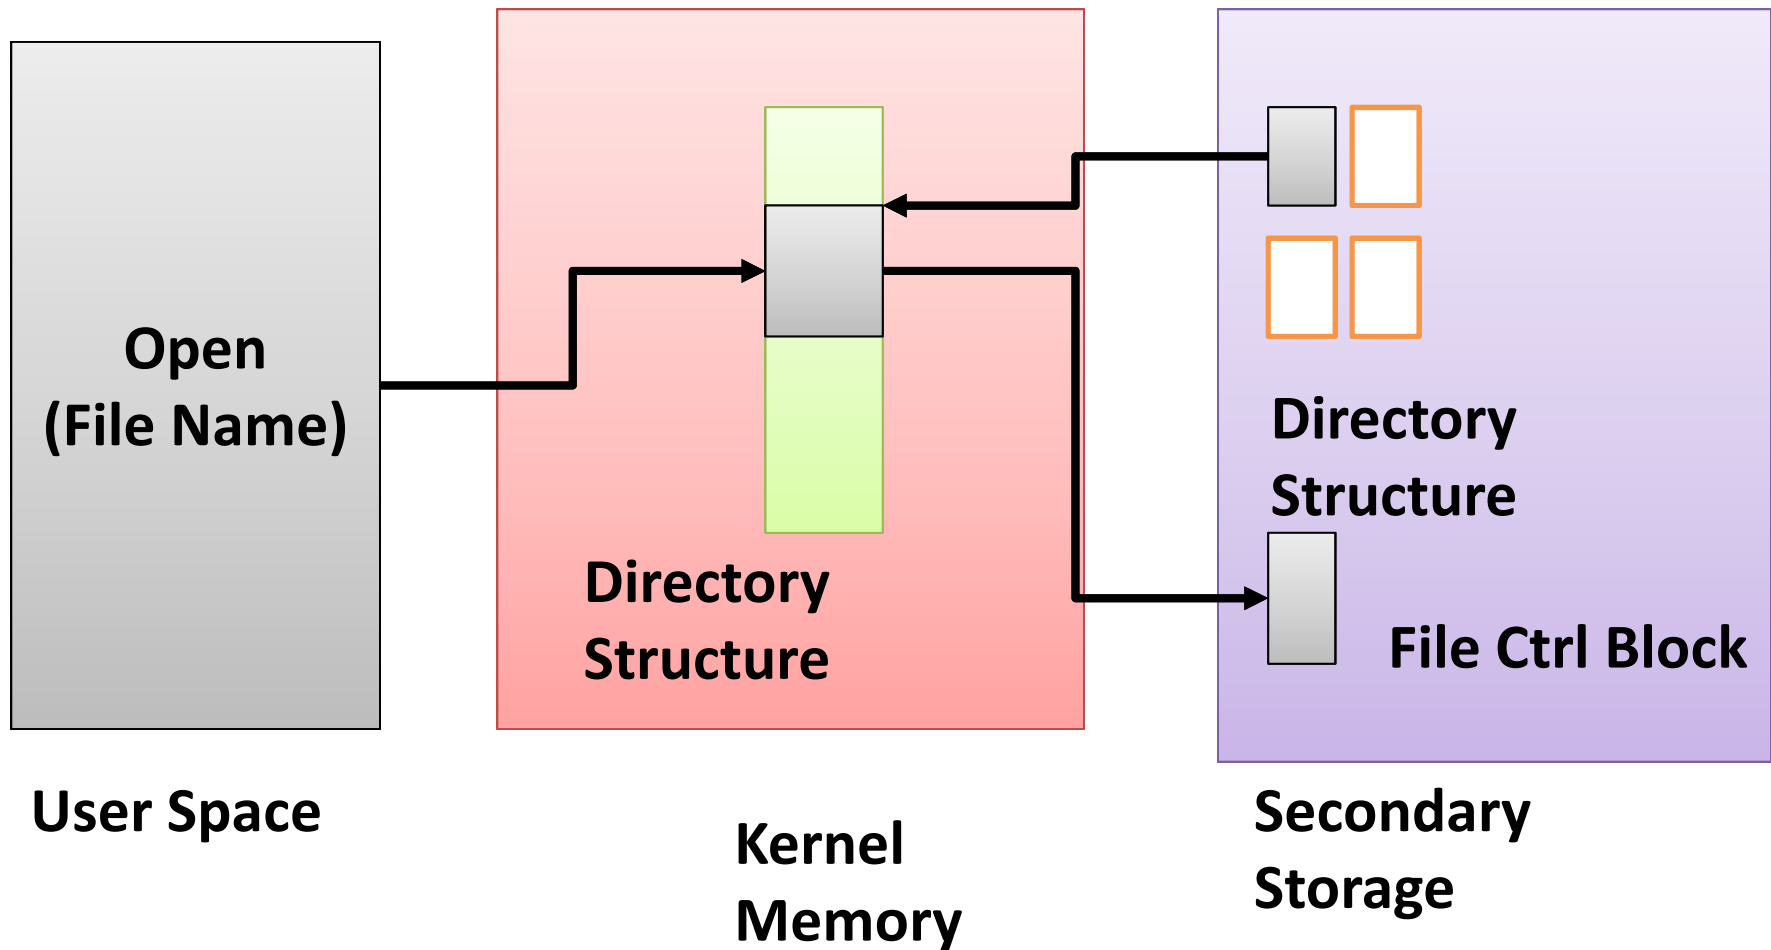 Open
(File Name)
Directory
Structure
Directory
Structure
File Ctrl Block
User Space
Kernel
Memory
Secondary
Storage